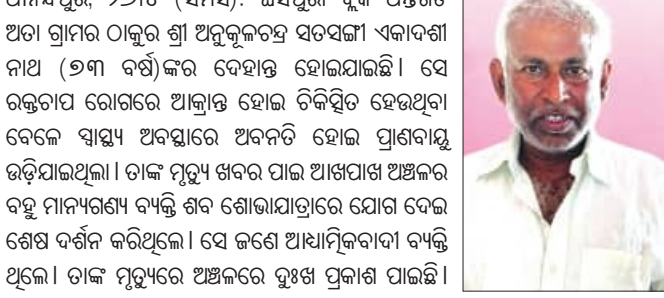 ଅତା ଗ୍ରାମର ଠାକୁର ଶ୍ରୀ ଅନୁକୂଳଚନ୍ଦ୍ର ସତସଙ୍ଗୀ ଏକାଦଶୀ
ନାଥ (୭୩ ବର୍ଷ)ଙ୍କର ଦେହାନ୍ତ ହୋଇଯାଇଛି। ସେ
ରକ୍ତଚାପ ରୋଗରେ ଆକ୍ରାନ୍ତ ହୋଇ ଚିକିତ୍ସିତ ହେଉଥିବା
ବେଳେ ସ୍ୱାସ୍ଥ୍ୟ ଅବସ୍ଥାରେ ଅବନତି ହୋଇ ପ୍ରାଣବାୟୁ
ଉଡ଼ିଯାଇଥିଲା। ତାଙ୍କ ମୃତ୍ୟୁ ଖବର ପାଇ ଆଖପାଖ ଅଞ୍ଚଳର
ବହୁ ମାନ୍ୟଗଣ୍ୟ ବ୍ୟକ୍ତି ଶବ ଶୋଭାଯାତ୍ରାରେ ଯୋଗ ଦେଇ
ଶେଷ ଦର୍ଶନ କରିଥିଲେ। ସେ ଜଣେ ଆଧ୍ୟାତ୍ମିକବାଦୀ ବ୍ୟକ୍ତି
ଥିଲେ। ତାଙ୍କ ମୃତ୍ୟୁରେ ଅଞ୍ଚଳରେ ଦୁଃଖ ପ୍ରକାଶ ପାଇଛି।